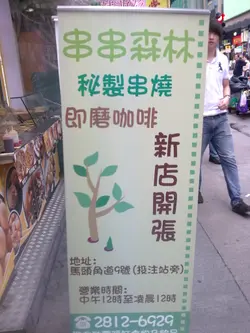 串串森林
秘製串燒
即磨咖啡
新店開張
地址:
馬頭角道9號(投注站旁)
營業時間:
中午12時至凌晨12時
☎2812-6929